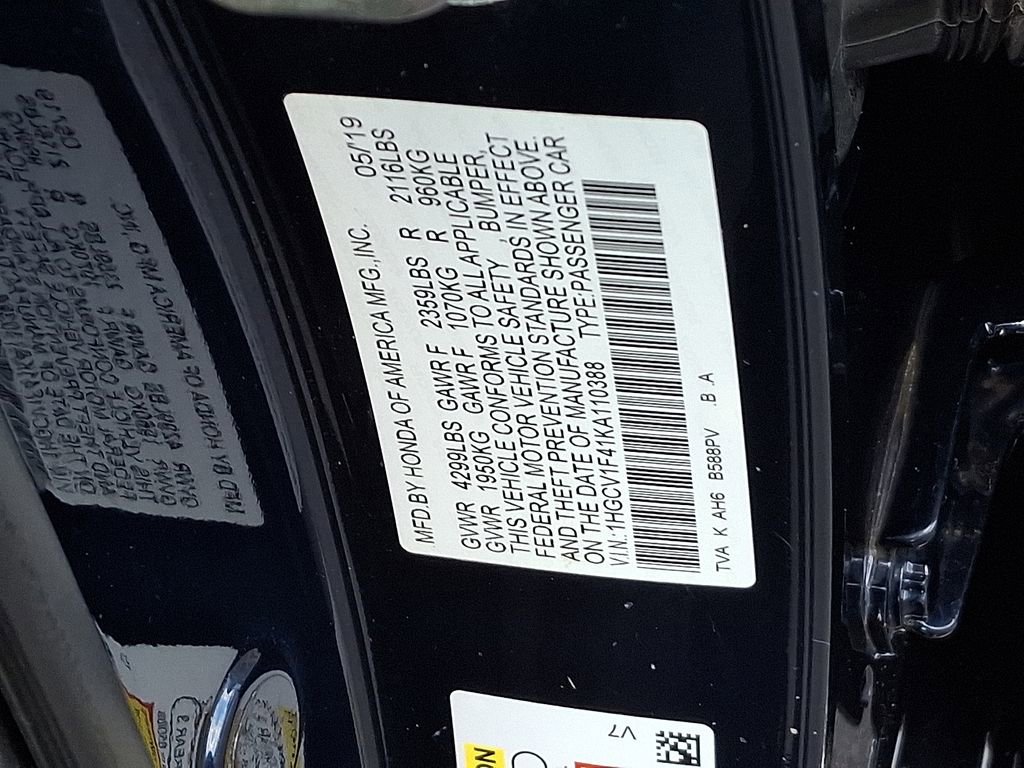 MFD.BY HONDA OF AMERICA MFG.,INC. 05/'19
GVWR 4299LBS GAWR F 2359LBS R 2116LBS
GVWR 1950KG GAWR F 1070KG R 960KG
THIS VEHICLE CONFORMS TO ALL APPLICABLE
FEDERAL MOTOR VEHICLE SAFETY , BUMPER,
AND THEFT PREVENTION STANDARDS IN EFFECT
ON THE DATE OF MANUFACTURE SHOWN ABOVE.
V.I.N.:1HGCV1F41KA110388 TYPE:PASSENGER CAR
TVA K AH6 B588PV .B .A
V7